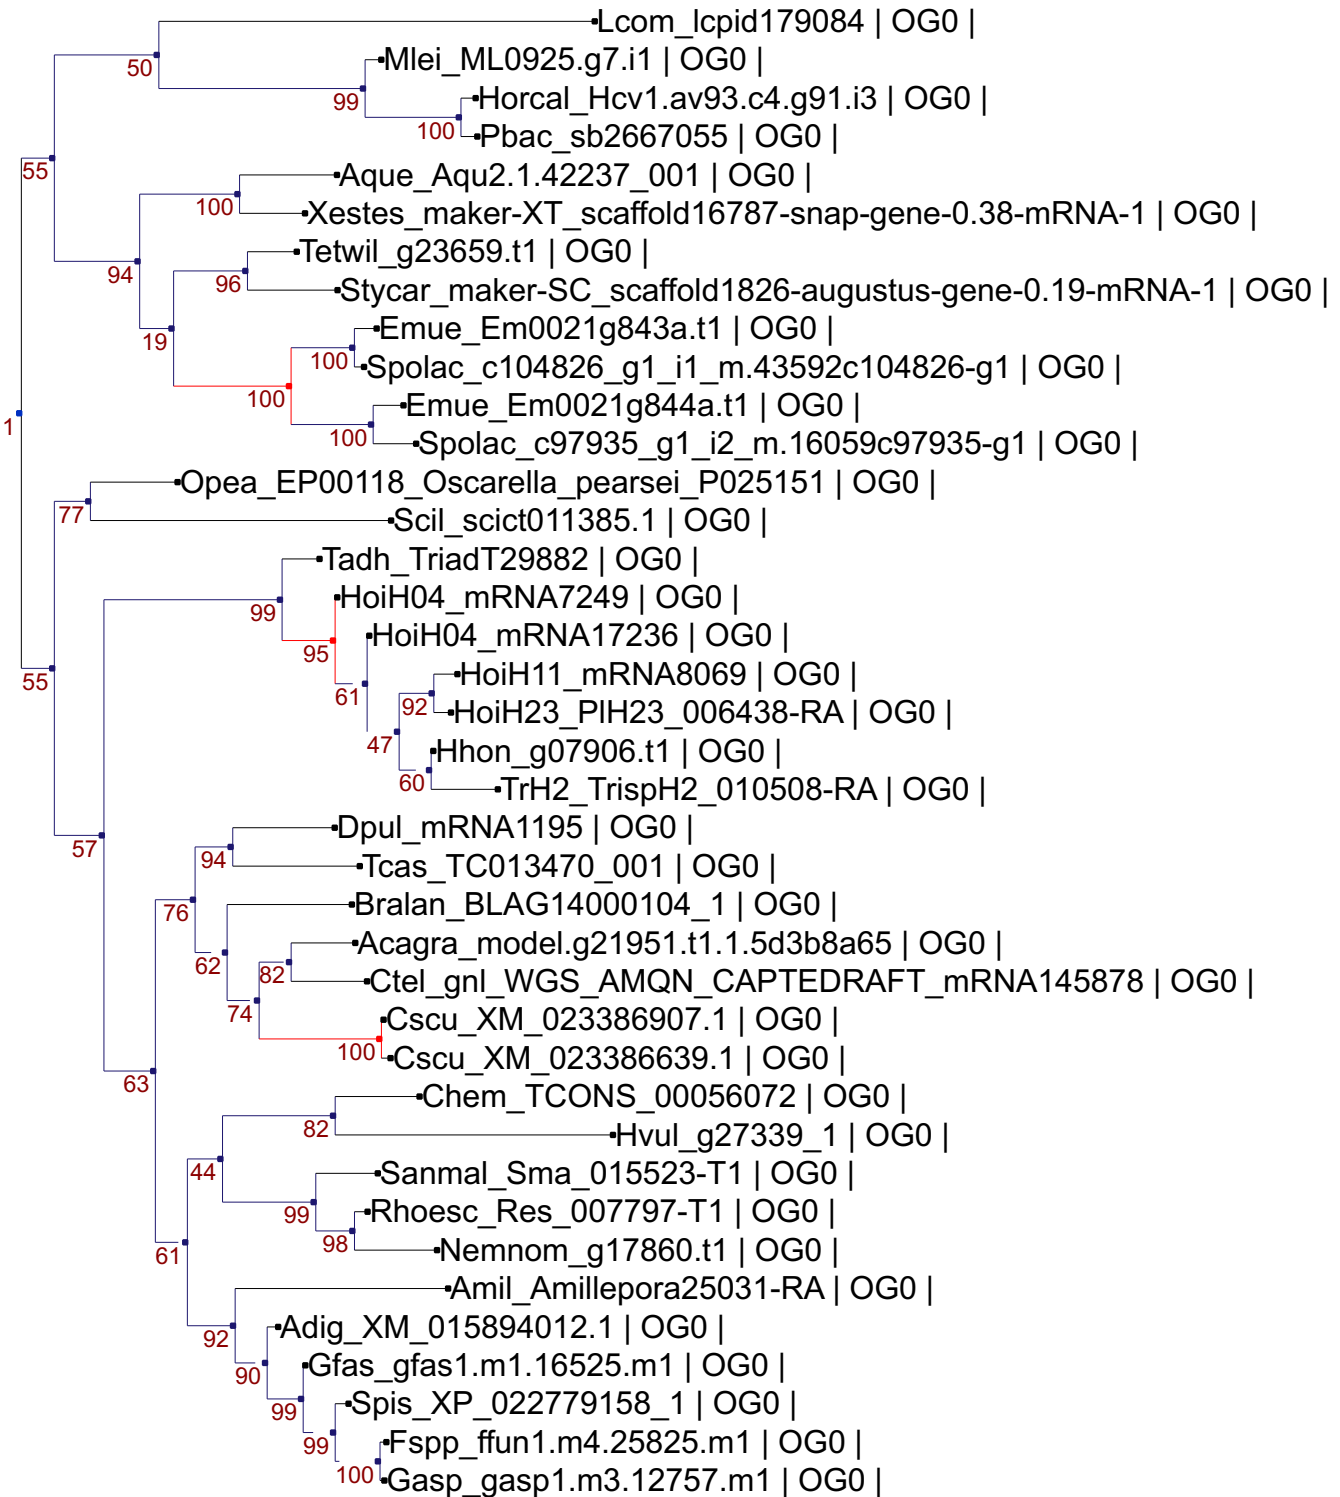 Lcom_lcpid179084 | OG0 |
50
Mlei_ML0925.g7.i1 | OG0 |
99
Horcal_Hcv1.av93.c4.g91.i3 | OG0 |
100
Pbac_sb2667055 | OG0 |
55
Aque_Aqu2.1.42237_001 | OG0 |
100
Xestes_maker-XT_scaffold16787-snap-gene-0.38-mRNA-1 | OG0 |
94
Tetwil_g23659.t1 | OG0 |
96
Stycar_maker-SC_scaffold1826-augustus-gene-0.19-mRNA-1 | OG0 |
19
Emue_Em0021g843a.t1 | OG0 |
100
Spolac_c104826_g1_i1_m.43592c104826-g1 | OG0 |
100
Emue_Em0021g844a.t1 | OG0 |
1
100
Spolac_c97935_g1_i2_m.16059c97935-g1 | OG0 |
Opea_EP00118_Oscarella_pearsei_P025151 | OG0 |
77
Scil_scict011385.1 | OG0 |
Tadh_TriadT29882 | OG0 |
99
HoiH04_mRNA7249 | OG0 |
95
HoiH04_mRNA17236 | OG0 |
55
61
HoiH11_mRNA8069 | OG0 |
92
HoiH23_PlH23_006438-RA | OG0 |
47
Hhon_g07906.t1 | OG0 |
60
TrH2_TrispH2_010508-RA | OG0 |
57
Dpul_mRNA1195 | OG0 |
94
Tcas_TC013470_001 | OG0 |
76
Bralan_BLAG14000104_1 | OG0 |
62
Acagra_model.g21951.t1.1.5d3b8a65 | OG0 |
82
Ctel_gnl_WGS_AMQN_CAPTEDRAFT_mRNA145878 | OG0 |
74
Cscu_XM_023386907.1 | OG0 |
100
Cscu_XM_023386639.1 | OG0 |
63
Chem_TCONS_00056072 | OG0 |
82
Hvul_g27339_1 | OG0 |
44
Sanmal_Sma_015523-T1 | OG0 |
99
Rhoesc_Res_007797-T1 | OG0 |
98
Nemnom_g17860.t1 | OG0 |
61
Amil_Amillepora25031-RA | OG0 |
92
Adig_XM_015894012.1 | OG0 |
90
Gfas_gfas1.m1.16525.m1 | OG0 |
99
Spis_XP_022779158_1 | OG0 |
99
Fspp_ffun1.m4.25825.m1 | OG0 |
100
Gasp_gasp1.m3.12757.m1 | OG0 |